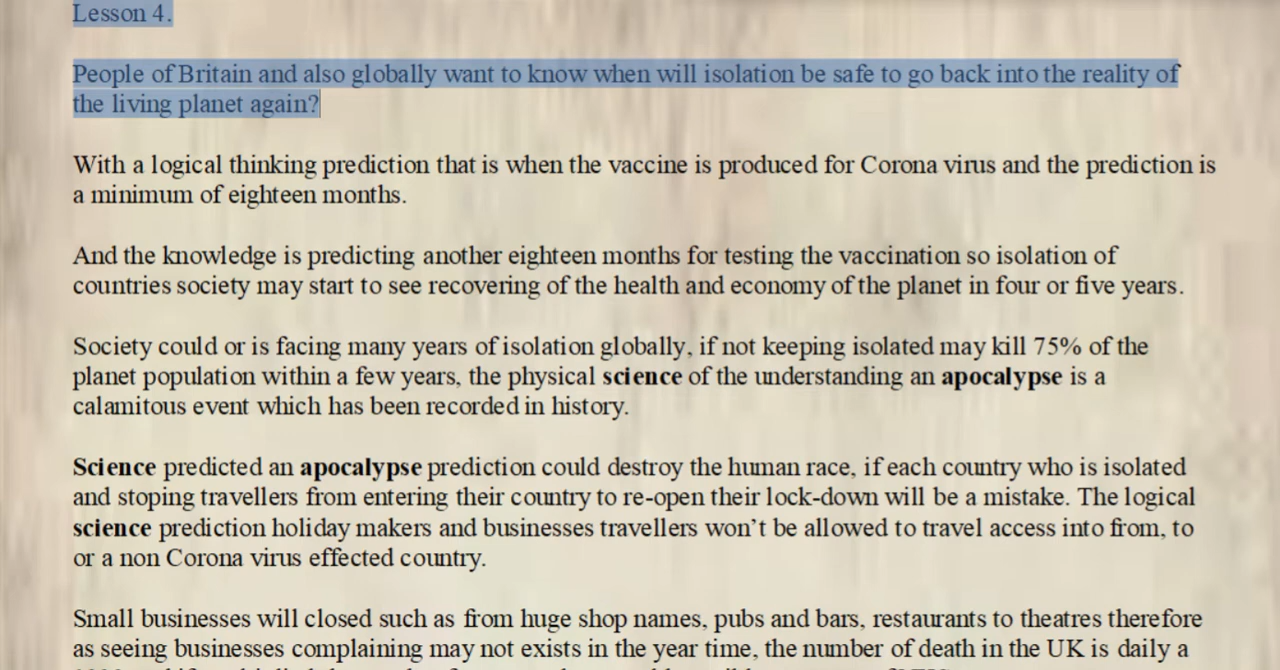 Lesson 4.
People of Britain and also globally want to know when will isolation be safe to go back into the reality of
the living planet again?
With a logical thinking prediction that is when the vaccine is produced for Corona virus and the prediction is
a minimum of eighteen months.
And the knowledge is predicting another eighteen months for testing the vaccination so isolation of
countries society may start to see recovering of the health and economy of the planet in four or five years.
Society could or is facing many years of isolation globally, if not keeping isolated may kill 75% of the
planet population within a few years, the physical science of the understanding an apocalypse is a
calamitous event which has been recorded in history.
Science predicted an apocalypse prediction could destroy the human race, if each country who is isolated
and stoping travellers from entering their country to re-open their lock-down will be a mistake. The logical
science prediction holiday makers and businesses travellers won’t be allowed to travel access into from, to
or a non Corona virus effected country.
Small businesses will closed such as from huge shop names, pubs and bars, restaurants to theatres therefore
as seeing businesses complaining may not exists in the year time, the number of death in the UK is daily a